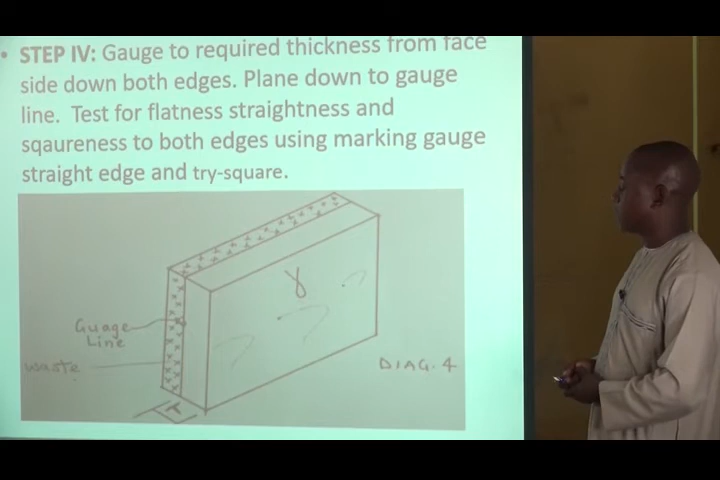 • STEP IV: Gauge to required thickness from face
side down both edges. Plane down to gauge
line. Test for flatness straightness and
sqaureness to both edges using marking gauge
straight edge and try-square.
Guage
Line
waste
DIAG. 4
T